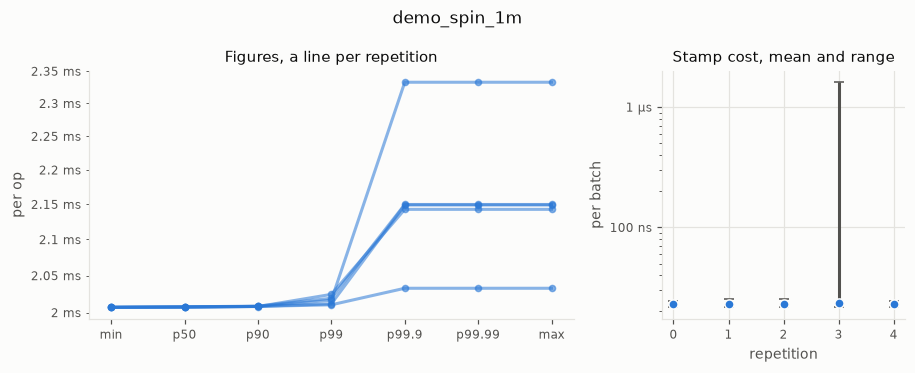 demo_spin_1m
Figures, a line per repetition
per op
2.35 ms
2.3 ms
2.25 ms
2.2 ms
2.15 ms
2.1 ms
2.05 ms
2 ms
min p50 p90 p99 p99.9 p99.99 max
Stamp cost, mean and range
per batch
1 µs
100 ns
0 1 2 3 4
repetition